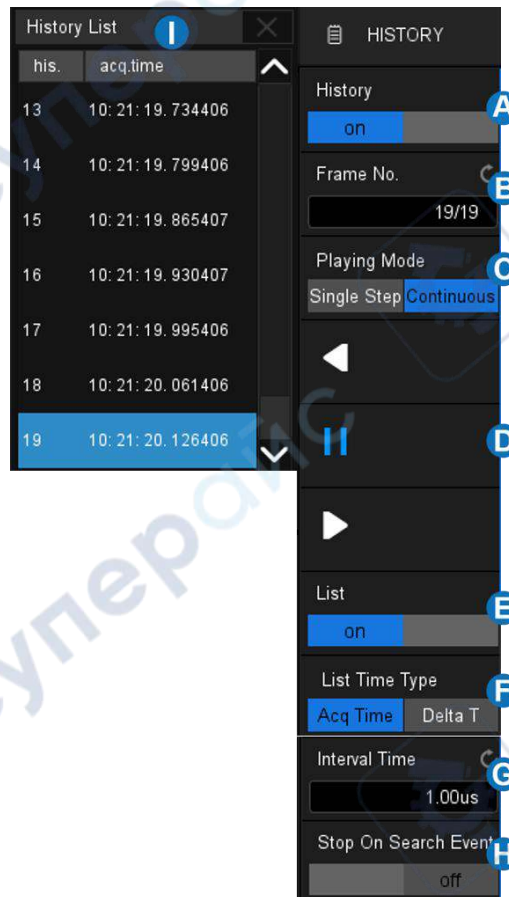 History List I
his. acq.time
13 10: 21: 19. 734406
14 10: 21: 19. 799406
15 10: 21: 19. 865407
16 10: 21: 19. 930407
17 10: 21: 19. 995406
18 10: 21: 20. 061406
19 10: 21: 20. 126406
HISTORY
History
A
on
Frame No.
B
19/19
Playing Mode
C
Single Step Continuous
D
List
E
on
List Time Type
F
Acq Time Delta T
Interval Time
G
1.00us
Stop On Search Event
H
off